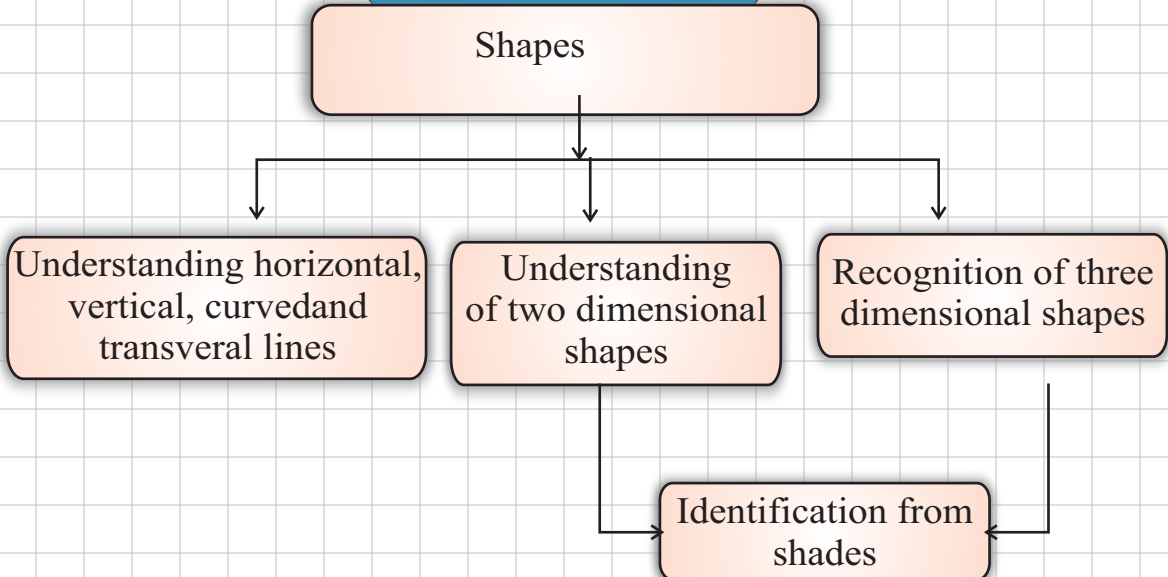 Shapes
Understanding horizontal,
vertical, curvedand
transveral lines
Understanding
of two dimensional
shapes
Recognition of three
dimensional shapes
Identification from
shades